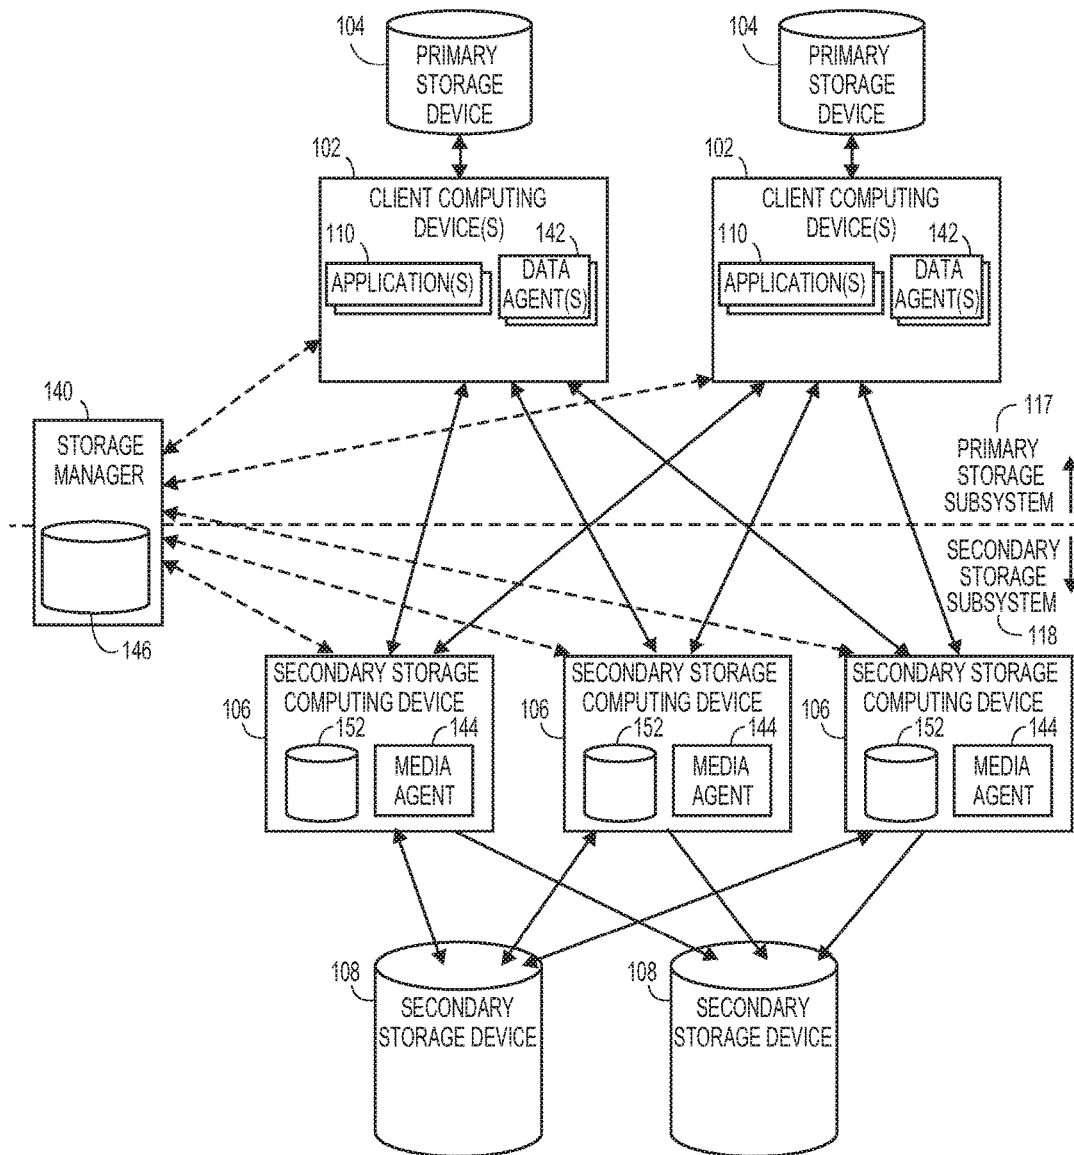 104
PRIMARY
STORAGE
DEVICE
104
PRIMARY
STORAGE
DEVICE
102
CLIENT COMPUTING
DEVICE(S)
110
APPLICATION(S)
142
DATA
AGENT(S)
102
CLIENT COMPUTING
DEVICE(S)
110
APPLICATION(S)
142
DATA
AGENT(S)
140
STORAGE
MANAGER
146
117
PRIMARY
STORAGE
SUBSYSTEM
SECONDARY
STORAGE
SUBSYSTEM
118
SECONDARY STORAGE
COMPUTING DEVICE
106
152
144
MEDIA
AGENT
SECONDARY STORAGE
COMPUTING DEVICE
106
152
144
MEDIA
AGENT
SECONDARY STORAGE
COMPUTING DEVICE
106
152
144
MEDIA
AGENT
108
SECONDARY
STORAGE DEVICE
108
SECONDARY
STORAGE DEVICE